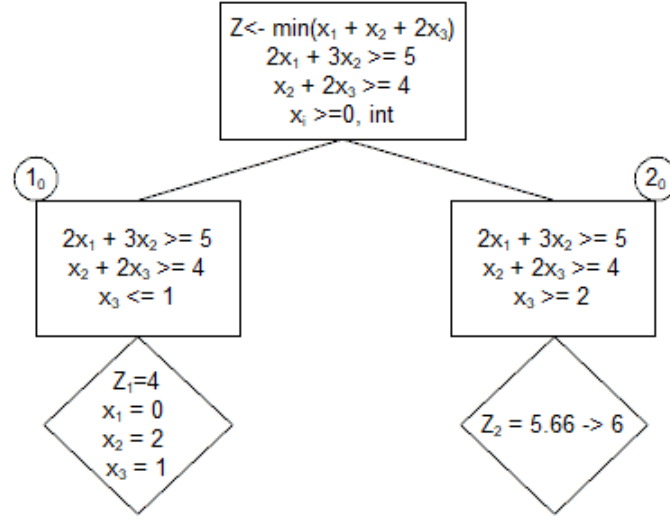 Z<- min(x₁ + x₂ + 2x₃)
2x₁ + 3x₂ >= 5
x₂ + 2x₃ >= 4
xᵢ >=0, int
1₀
2₀
2x₁ + 3x₂ >= 5
x₂ + 2x₃ >= 4
x₃ <= 1
2x₁ + 3x₂ >= 5
x₂ + 2x₃ >= 4
x₃ >= 2
Z₁=4
x₁ = 0
x₂ = 2
x₃ = 1
Z₂ = 5.66 -> 6